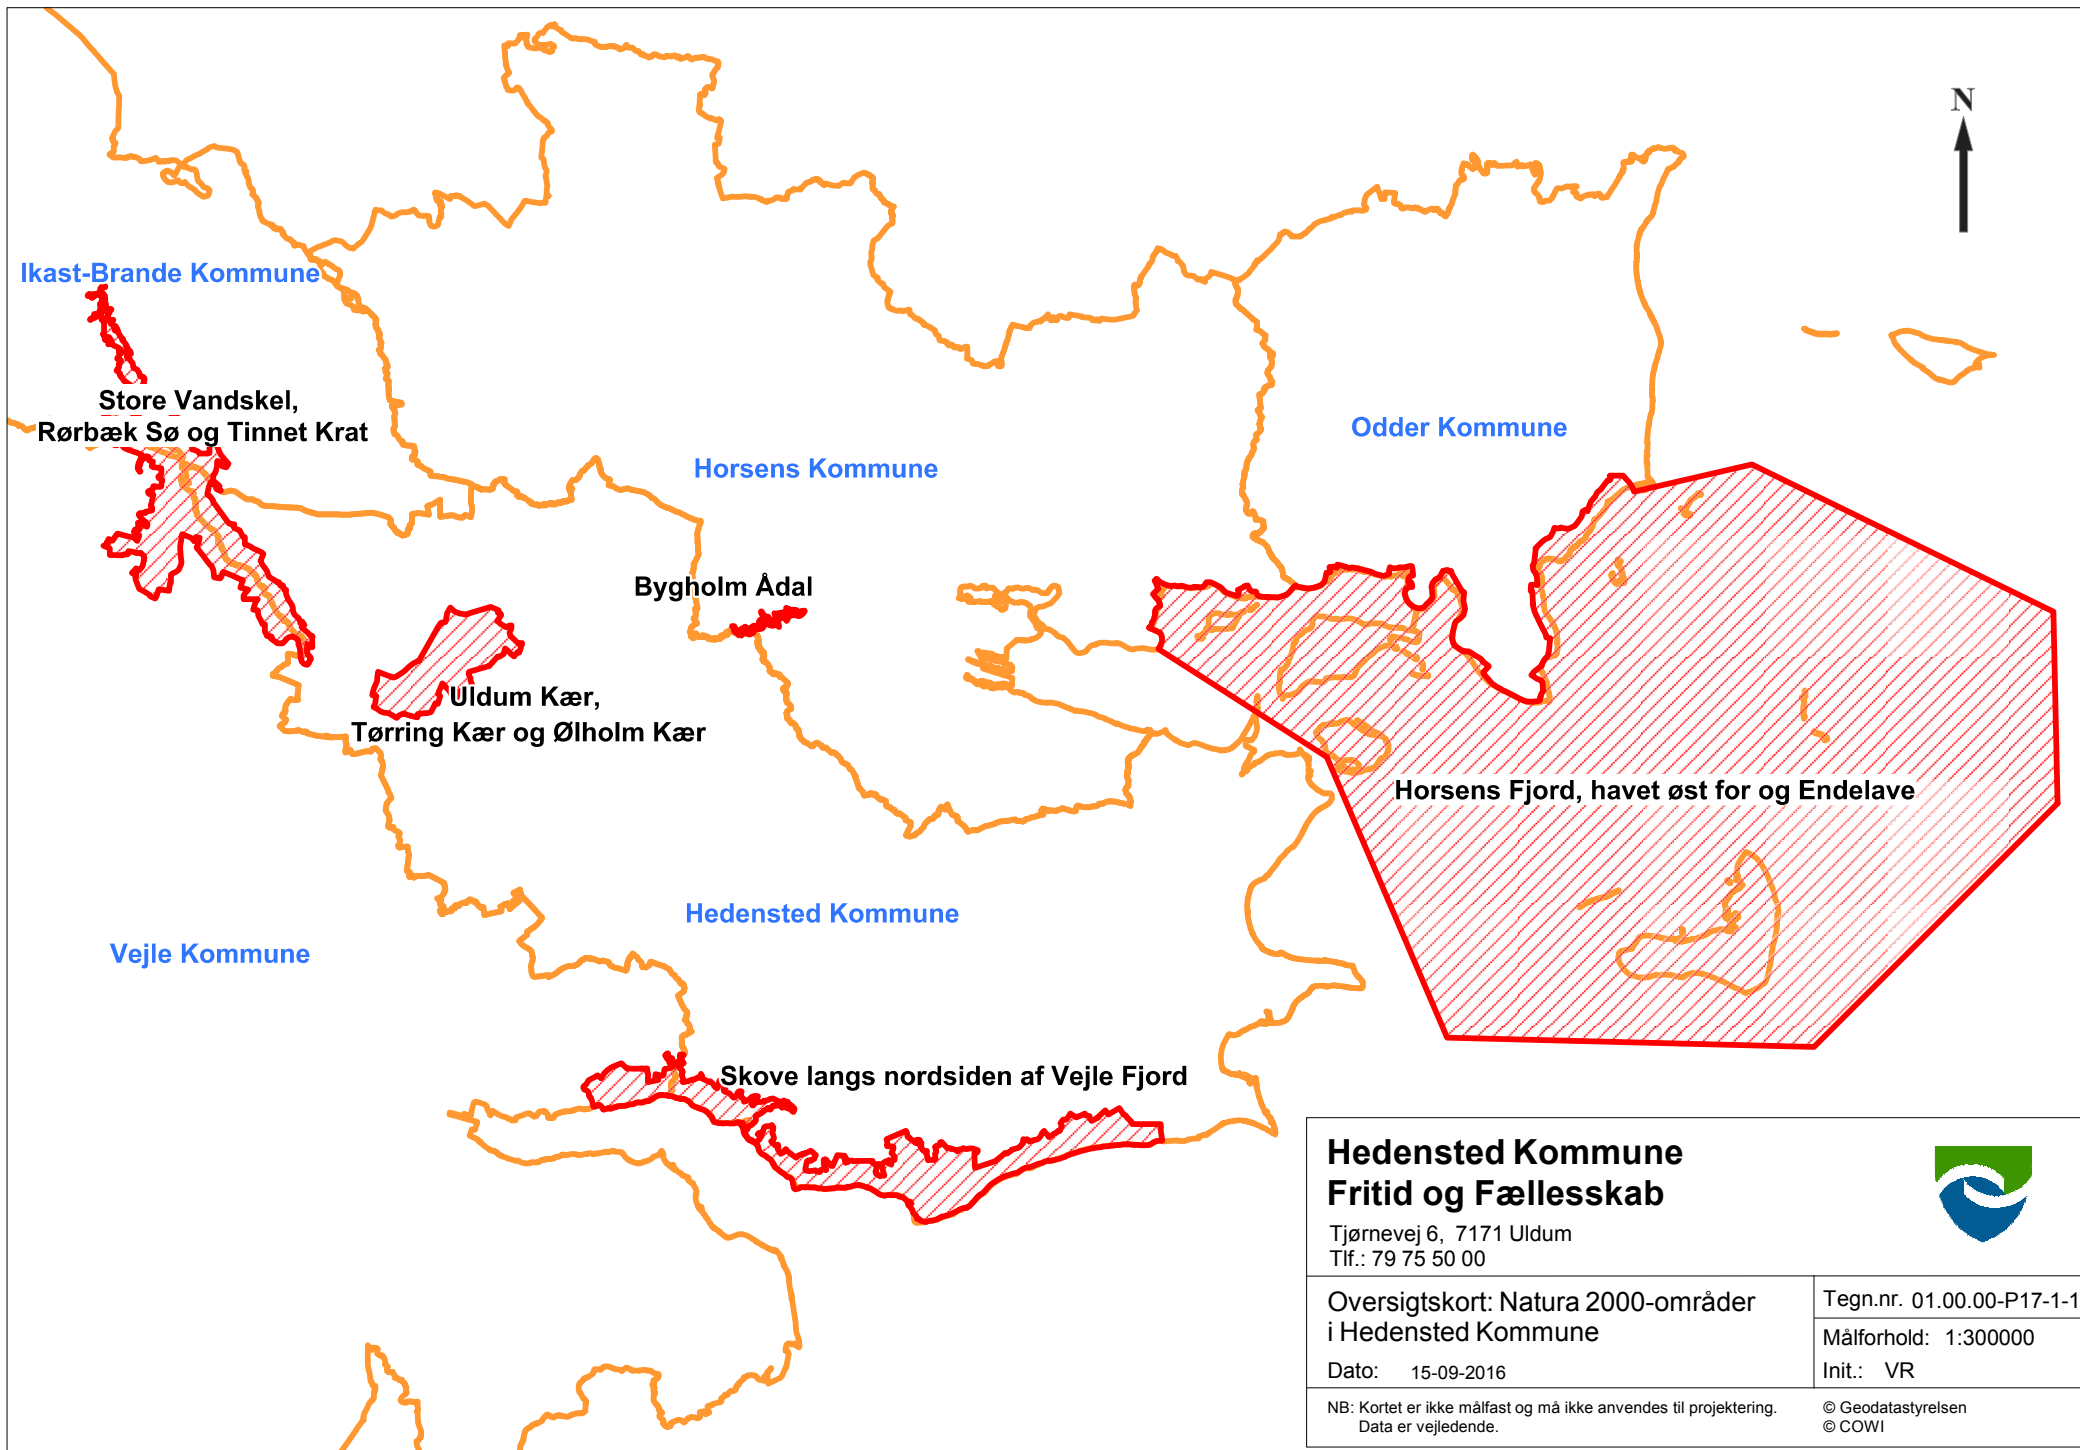 N
Ikast-Brande Kommune
Store Vandskel,
Rørbæk Sø og Tinnet Krat
Odder Kommune
Horsens Kommune
Bygholm Ådal
Uldum Kær,
Tørring Kær og Ølholm Kær
Horsens Fjord, havet øst for og Endelave
Hedensted Kommune
Vejle Kommune
Skove langs nordsiden af Vejle Fjord
Hedensted Kommune
Fritid og Fællesskab
Tjørnevej 6, 7171 Uldum
Tlf.: 79 75 50 00
Oversigtskort: Natura 2000-områder
i Hedensted Kommune
Dato: 15-09-2016
Tegn.nr. 01.00.00-P17-1-1
Målforhold: 1:300000
Init.: VR
NB: Kortet er ikke målfast og må ikke anvendes til projektering.
Data er vejledende.
© Geodatastyrelsen
© COWI